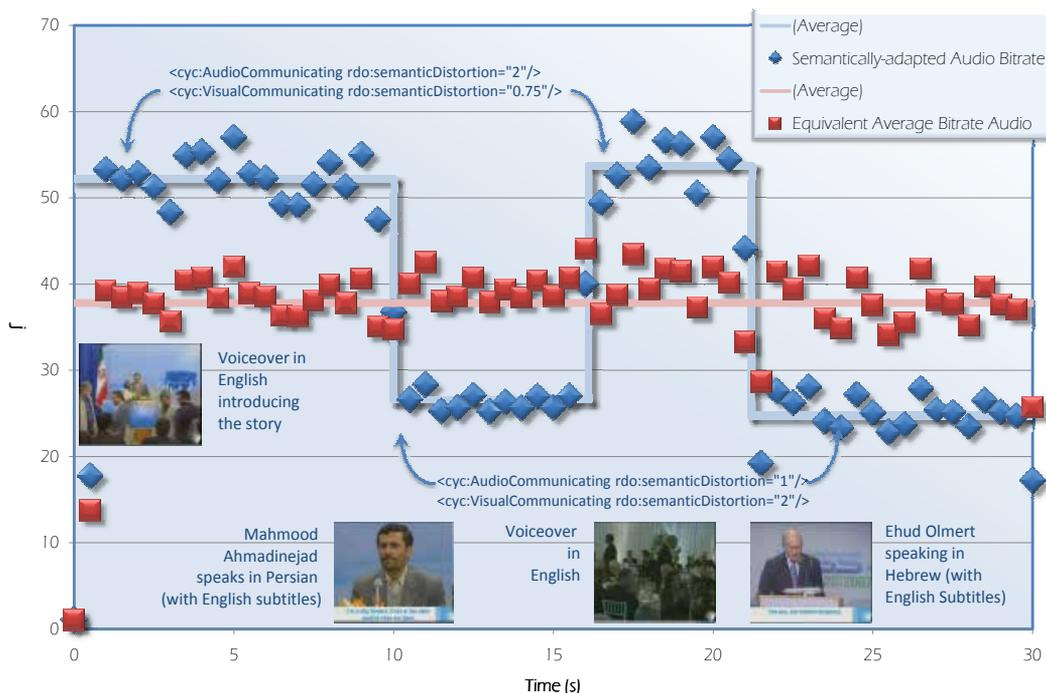 70
60
50
40
30
20
10
0
(Average)
Semantically-adapted Audio Bitrate
(Average)
Equivalent Average Bitrate Audio
<cyc:AudioCommunicating rdo:semanticDistortion="2"/>
<cyc:VisualCommunicating rdo:semanticDistortion="0.75"/>
Voiceover in
English
introducing
the story
<cyc:AudioCommunicating rdo:semanticDistortion="1"/>
<cyc:VisualCommunicating rdo:semanticDistortion="2"/>
Mahmood
Ahmadinejad
speaks in Persian
(with English subtitles)
Voiceover
in
English
Ehud Olmert
speaking in
Hebrew (with
English Subtitles)
0
5
10
15
20
25
30
Time (s)